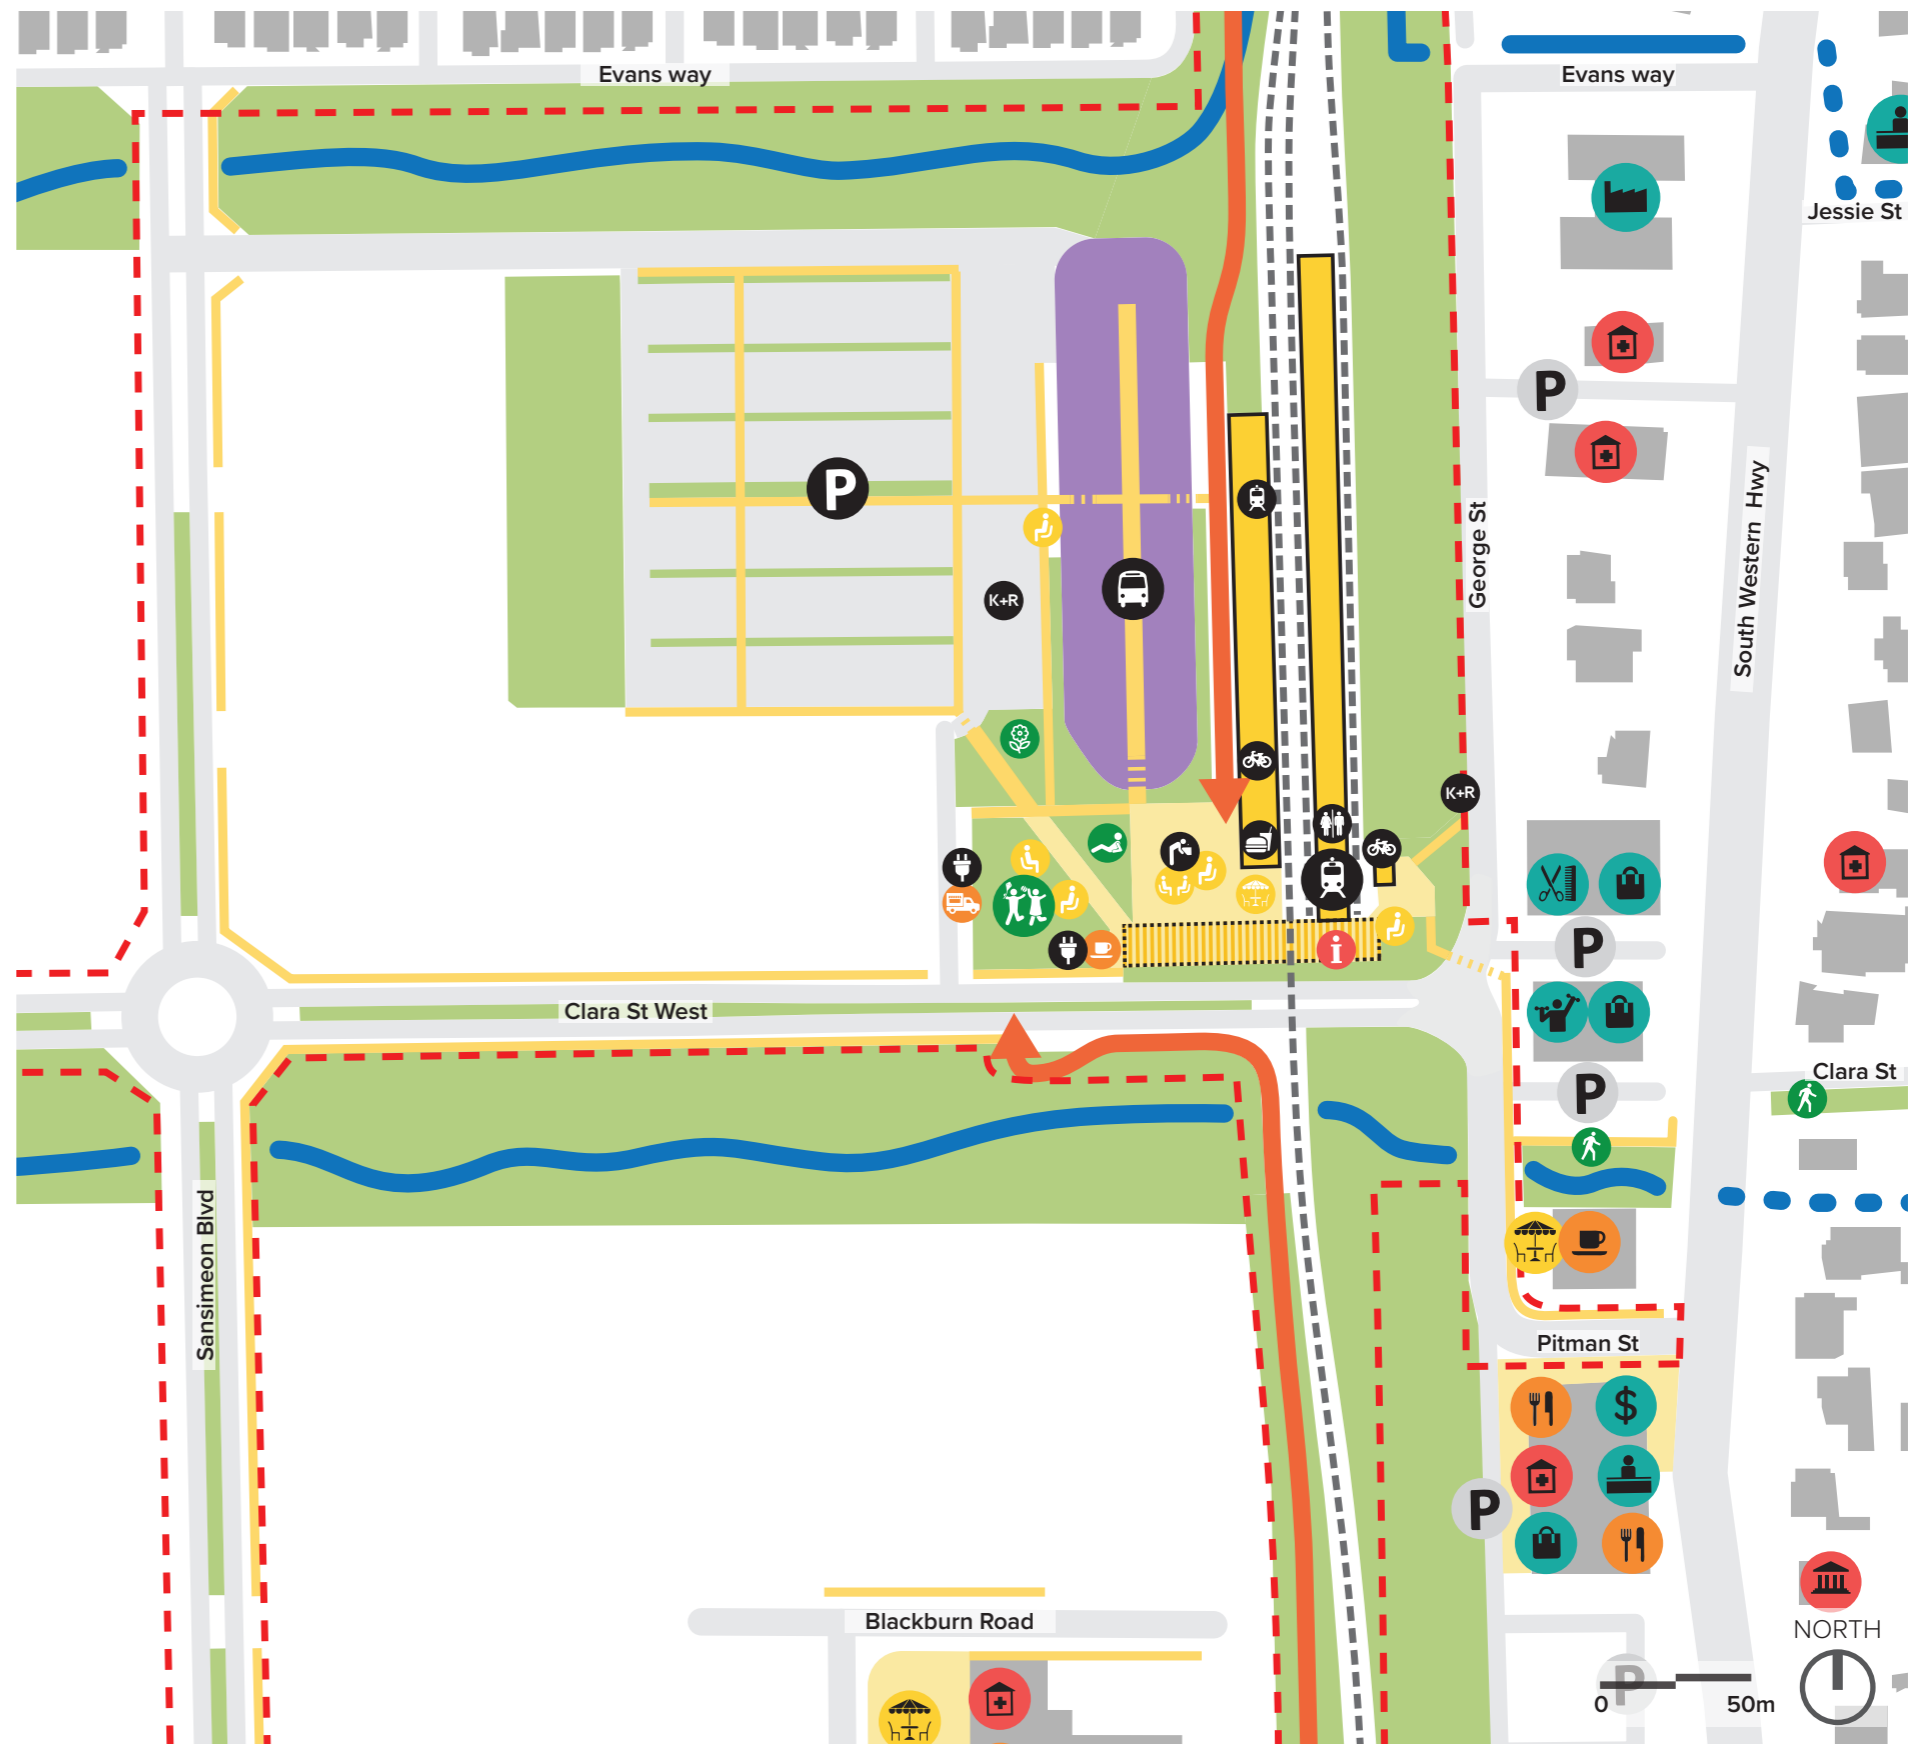 Evans way
Evans way
Jessie St
P
P
George St
South Western Hwy
K+R
K+R
P
i
Clara St West
Clara St
P
Sansimeon Blvd
Pitman St
$
P
Blackburn Road
NORTH
P
0
50m